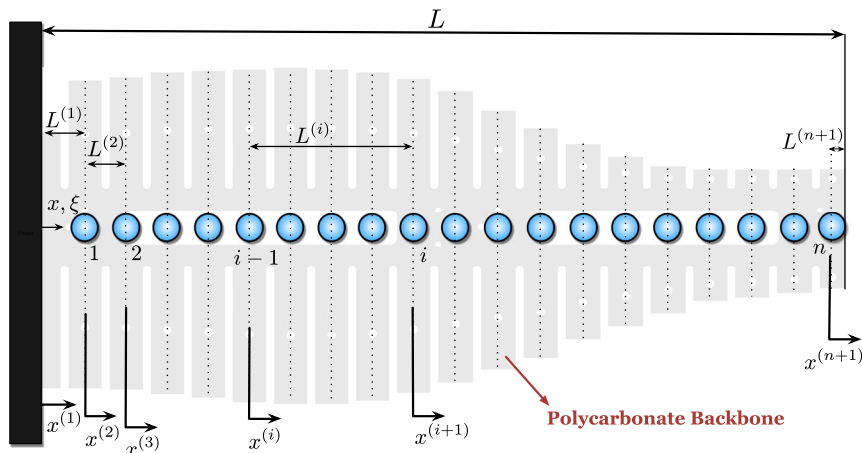 L
L^{(1)}
L^{(2)}
L^{(i)}
L^{(n+1)}
x, ξ
1
2
i − 1
i
n
x^{(1)}
x^{(2)}
x^{(3)}
x^{(i)}
x^{(i+1)}
x^{(n+1)}
Polycarbonate Backbone